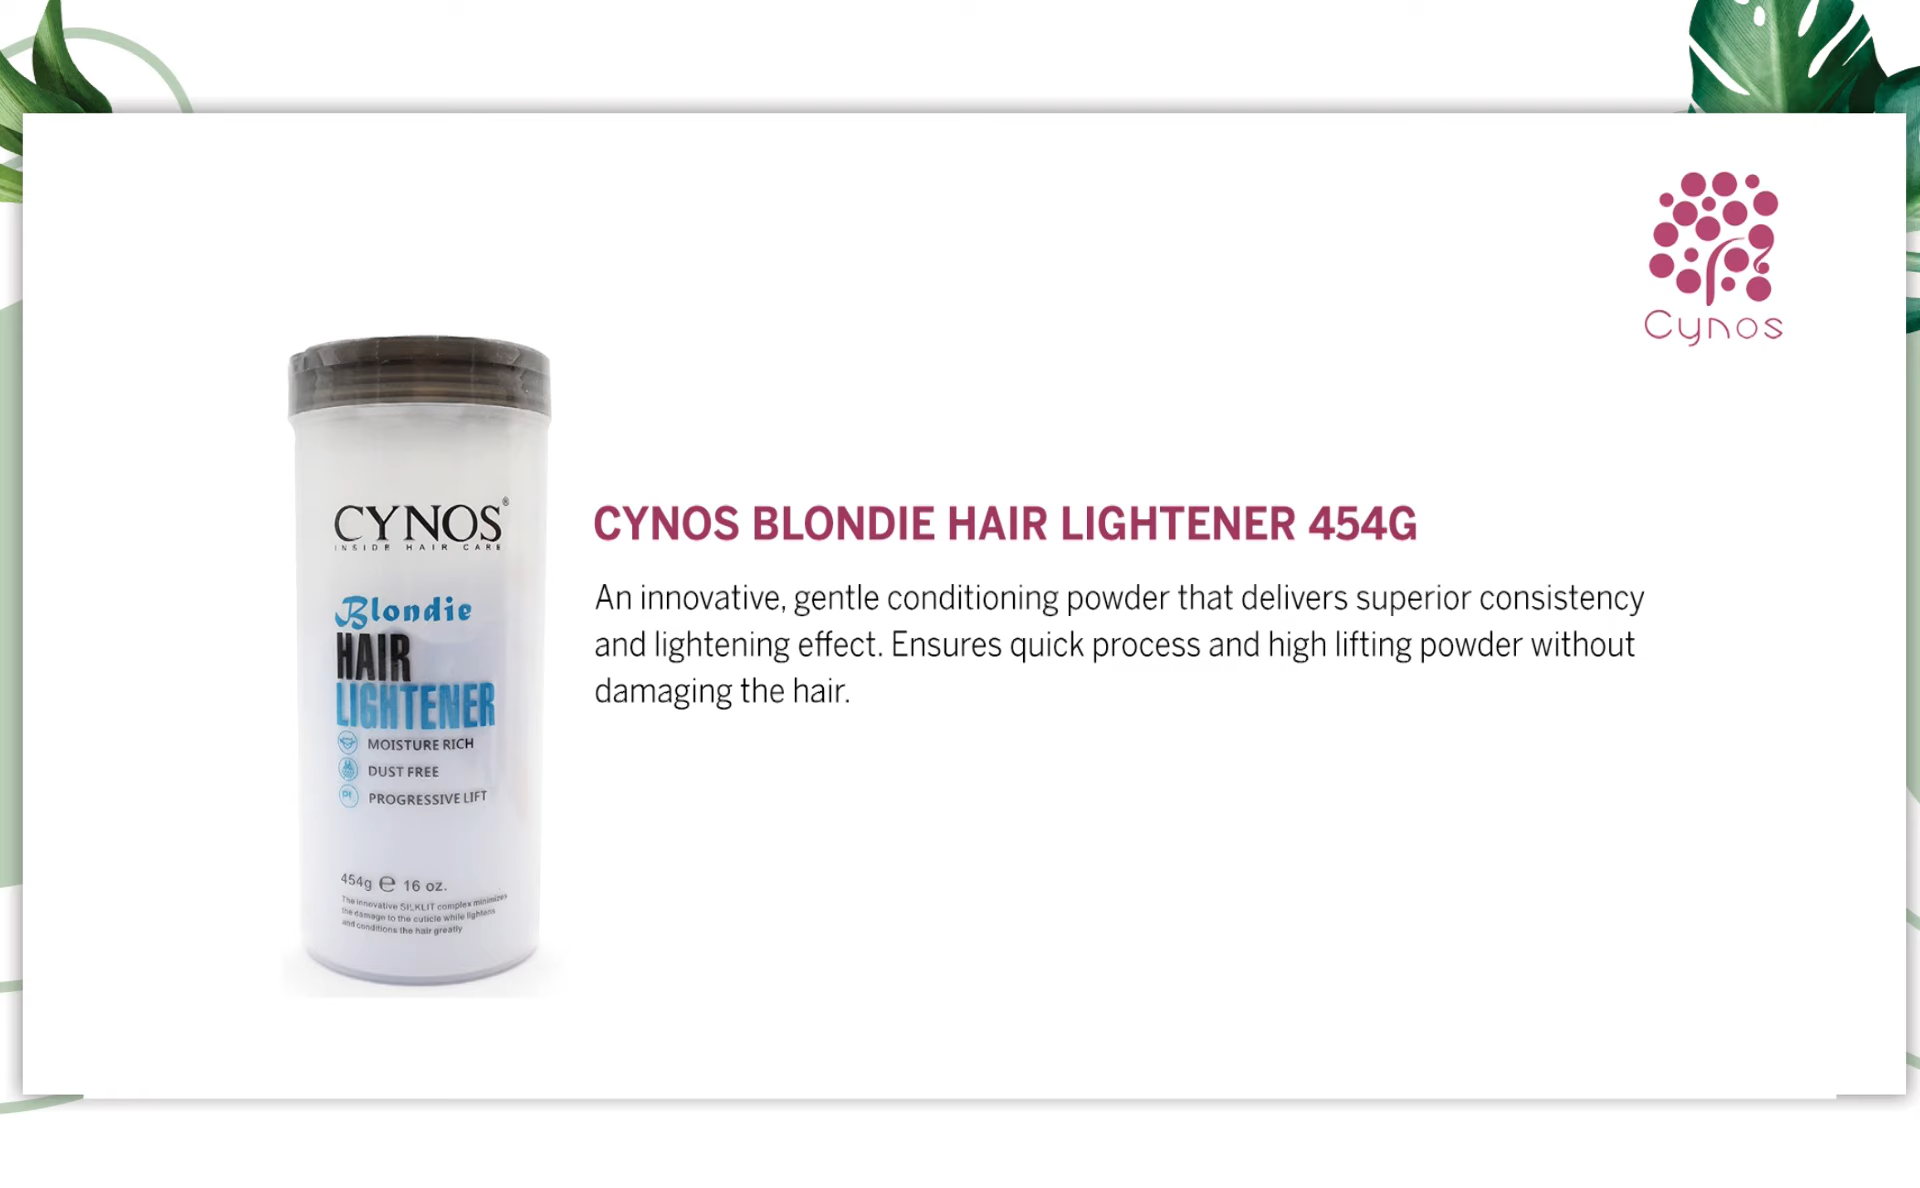 Cynos
CYNOS®
INSIDE HAIR CARE
Blondie
HAIR
LIGHTENER
MOISTURE RICH
DUST FREE
PROGRESSIVE LIFT
454g ℮ 16 oz.
The innovative SILKLIT complex minimizes
the damage to the cuticle while lightens
and conditions the hair greatly
CYNOS BLONDIE HAIR LIGHTENER 454G
An innovative, gentle conditioning powder that delivers superior consistency
and lightening effect. Ensures quick process and high lifting powder without
damaging the hair.